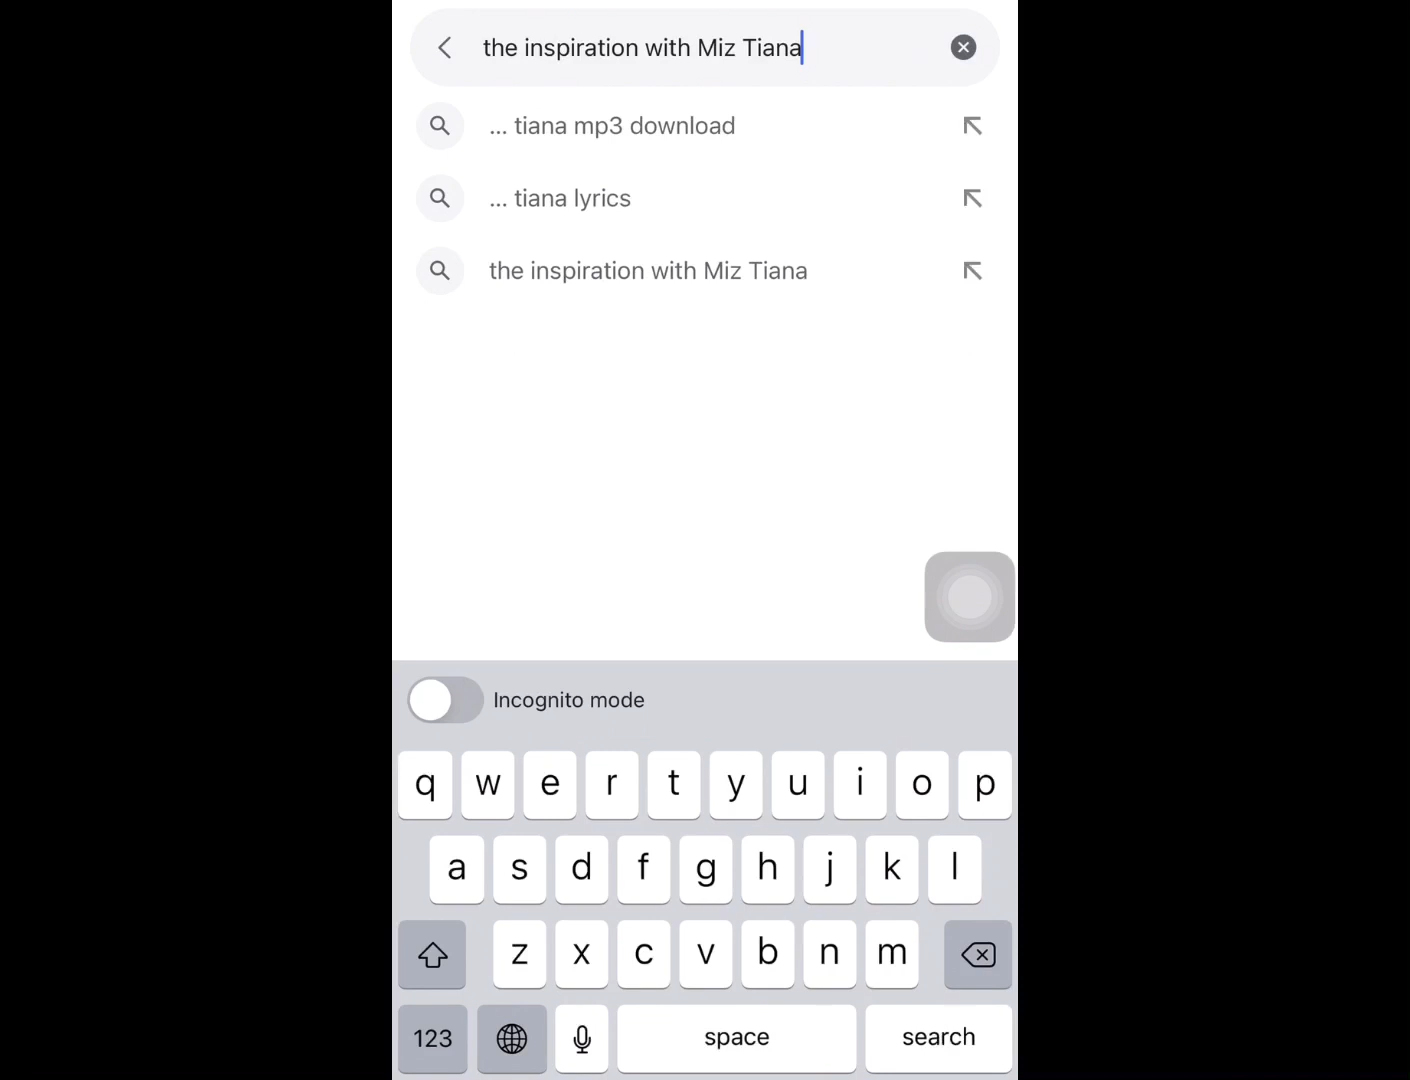 the inspiration with Miz Tiana
... tiana mp3 download
... tiana lyrics
the inspiration with Miz Tiana
Incognito mode
q w e r t y u i o p
a s d f g h j k l
z x c v b n m
123 space search